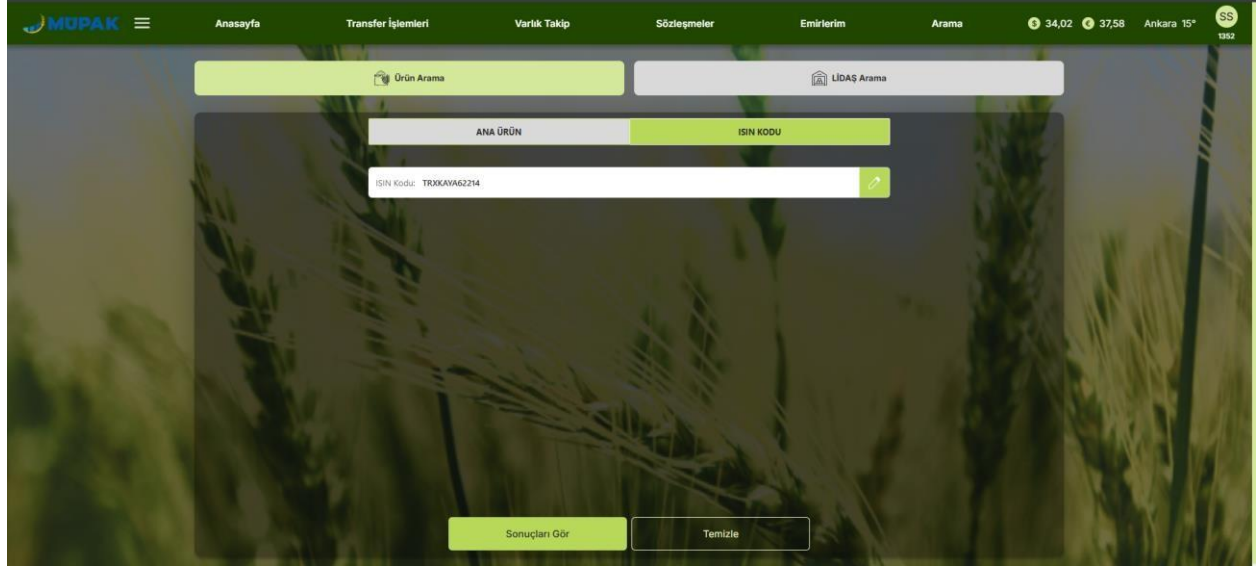 MÜPAK Anasayfa Transfer İşlemleri Varlık Takip Sözleşmeler Emirlerim Arama $ 34,02 € 37,58 Ankara 15° SS
1352
Ürün Arama LİDAŞ Arama
ANA ÜRÜN ISIN KODU
ISIN Kodu: TRXKAYA62214
Sonuçları Gör Temizle